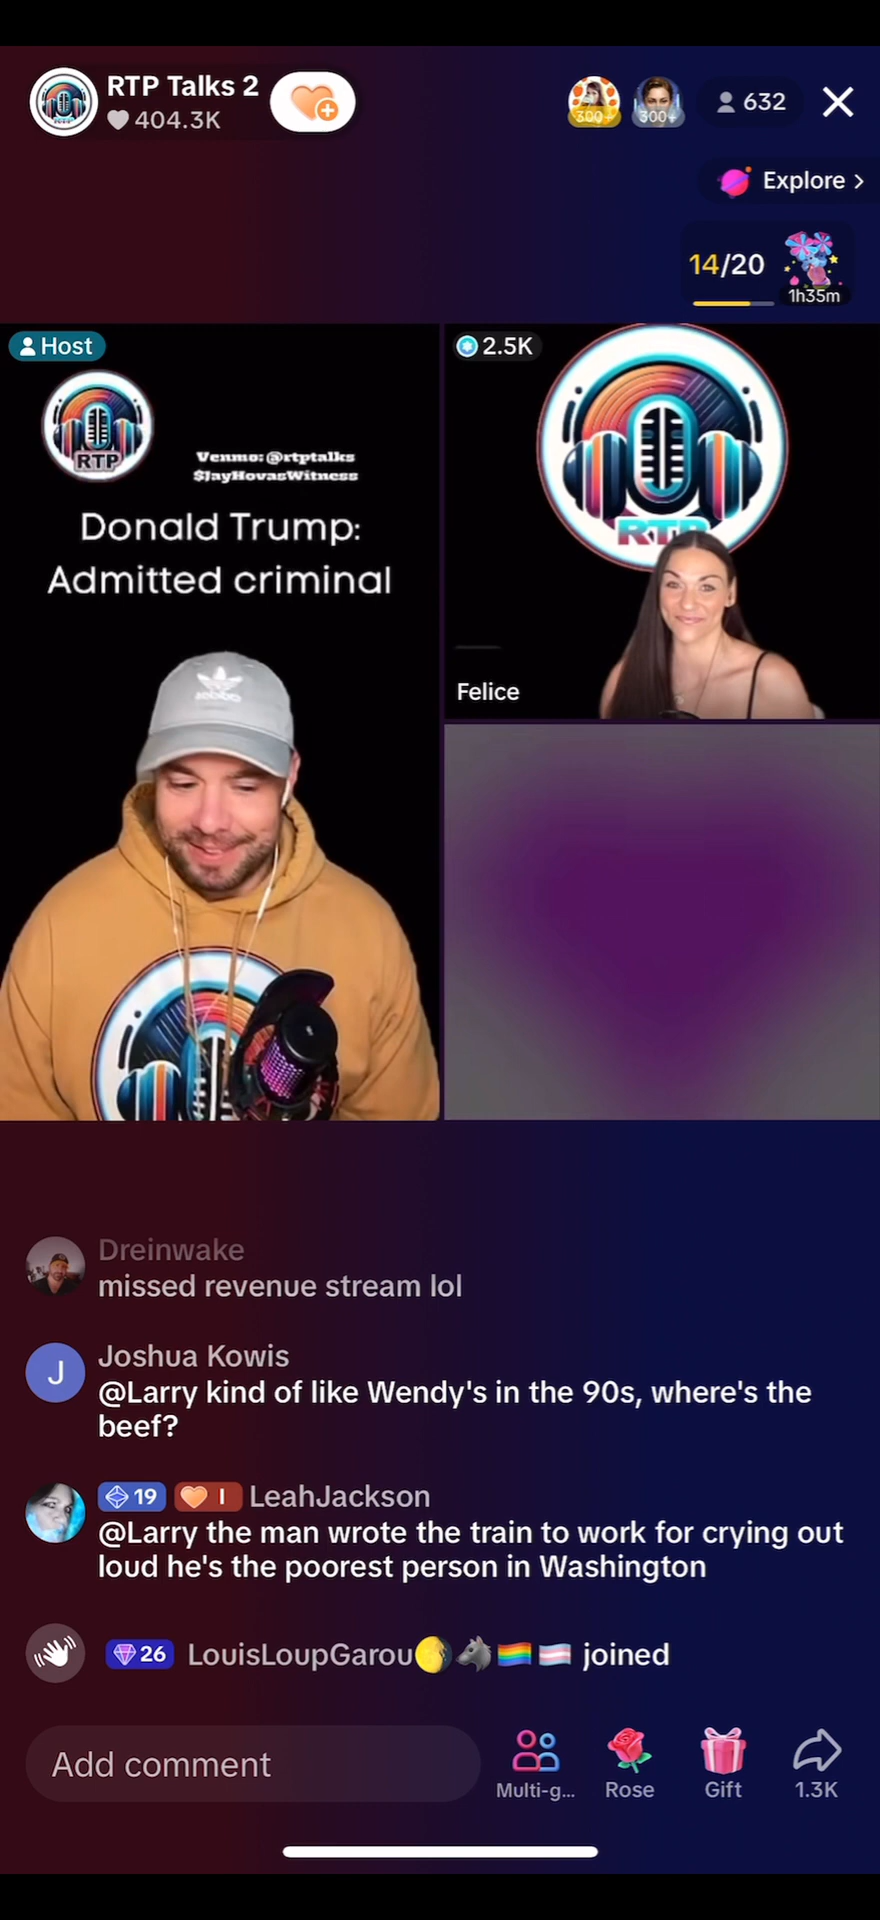 RTP Talks 2
404.3K
300+
300+
632
Explore >
14/20
1h35m
Host
RTP
Venmo: @rtptalks
$JayHovasWitness
Donald Trump:
Admitted criminal
adidas
2.5K
RTP
Felice
Dreinwake
missed revenue stream lol
J
Joshua Kowis
@Larry kind of like Wendy's in the 90s, where's the
beef?
19 I LeahJackson
@Larry the man wrote the train to work for crying out
loud he's the poorest person in Washington
26 LouisLoupGarou🌔🐺🏳️‍🌈🏳️‍⚧️ joined
Add comment
Multi-g...
Rose
Gift
1.3K